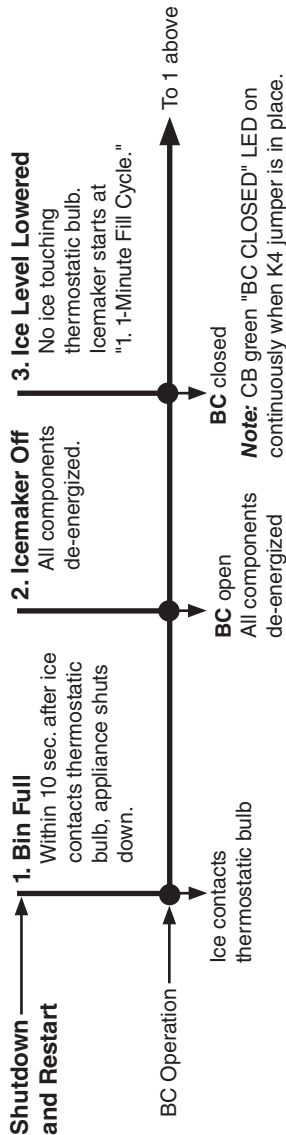 Shutdown
and Restart
1. Bin Full
Within 10 sec. after ice
contacts thermostatic
bulb, appliance shuts
down.
2. Icemaker Off
All components
de-energized.
3. Ice Level Lowered
No ice touching
thermostatic bulb.
Icemaker starts at
"1. 1-Minute Fill Cycle."
BC Operation
To 1 above
Ice contacts
thermostatic bulb
BC open
All components
de-energized
BC closed
Note: CB green "BC CLOSED" LED on
continuously when K4 jumper is in place.